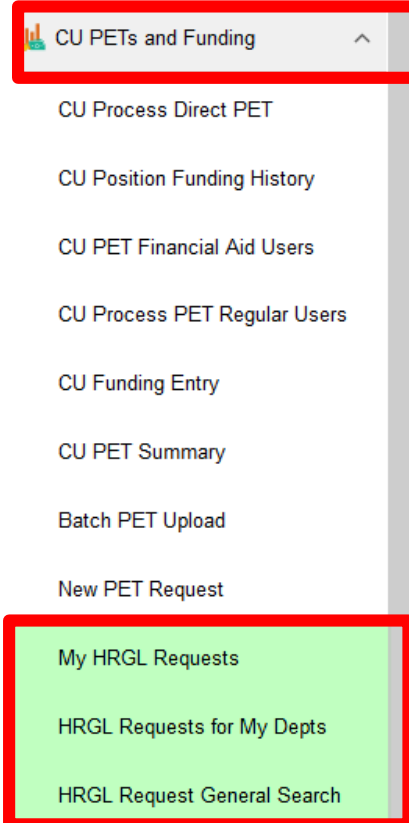 CU PETs and Funding
CU Process Direct PET
CU Position Funding History
CU PET Financial Aid Users
CU Process PET Regular Users
CU Funding Entry
CU PET Summary
Batch PET Upload
New PET Request
My HRGL Requests
HRGL Requests for My Depts
HRGL Request General Search